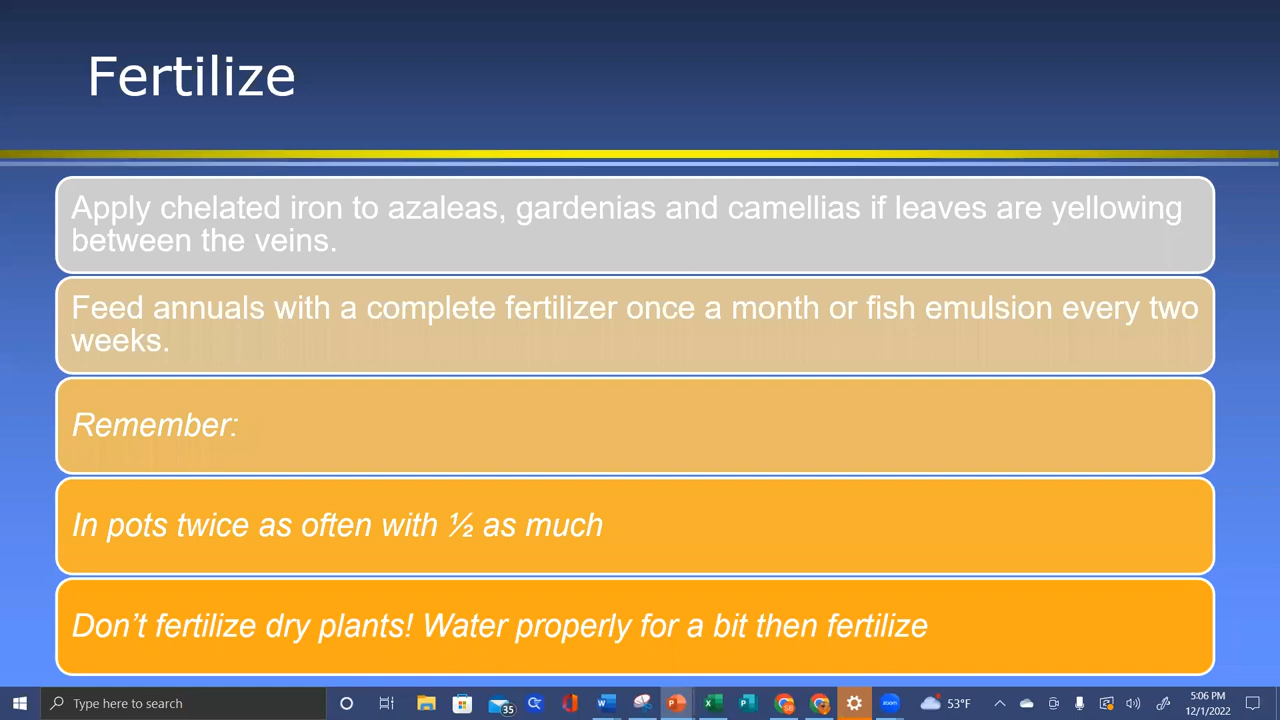 Fertilize
Apply chelated iron to azaleas, gardenias and camellias if leaves are yellowing
between the veins.
Feed annuals with a complete fertilizer once a month or fish emulsion every two
weeks.
Remember:
In pots twice as often with ½ as much
Don't fertilize dry plants! Water properly for a bit then fertilize
Type here to search
35
SB
zoom
53°F
5:06 PM
12/1/2022